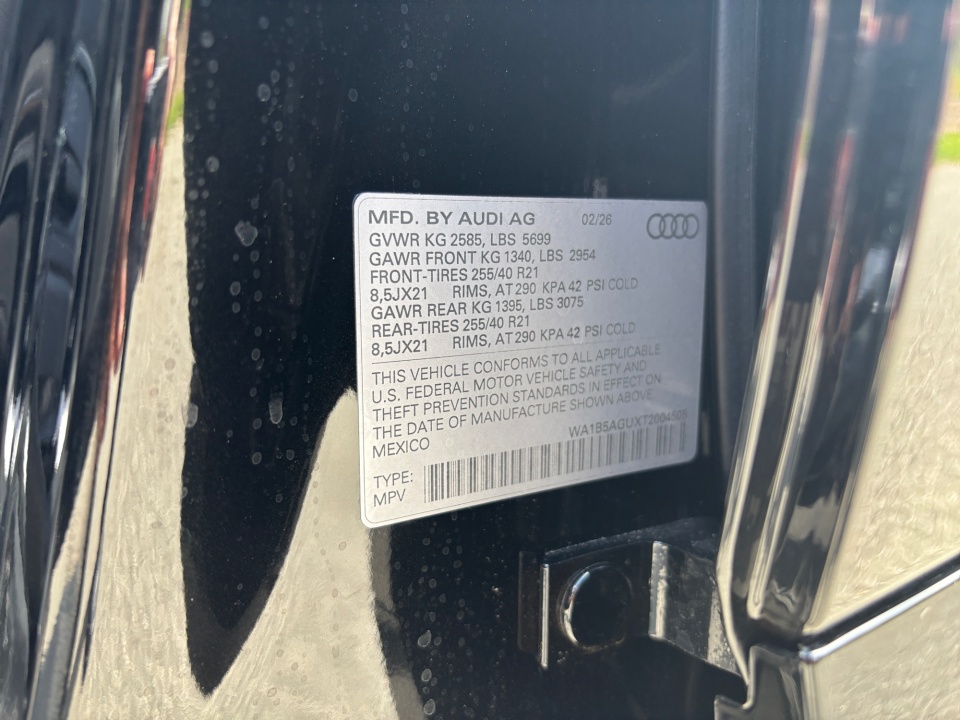 MFD. BY AUDI AG 02/26
GVWR KG 2585, LBS 5699
GAWR FRONT KG 1340, LBS 2954
FRONT-TIRES 255/40 R21
8,5JX21 RIMS, AT 290 KPA 42 PSI COLD
GAWR REAR KG 1395, LBS 3075
REAR-TIRES 255/40 R21
8,5JX21 RIMS, AT 290 KPA 42 PSI COLD
THIS VEHICLE CONFORMS TO ALL APPLICABLE
U.S. FEDERAL MOTOR VEHICLE SAFETY AND
THEFT PREVENTION STANDARDS IN EFFECT ON
THE DATE OF MANUFACTURE SHOWN ABOVE.
MEXICO
WA1B5AGUXT2004505
TYPE:
MPV